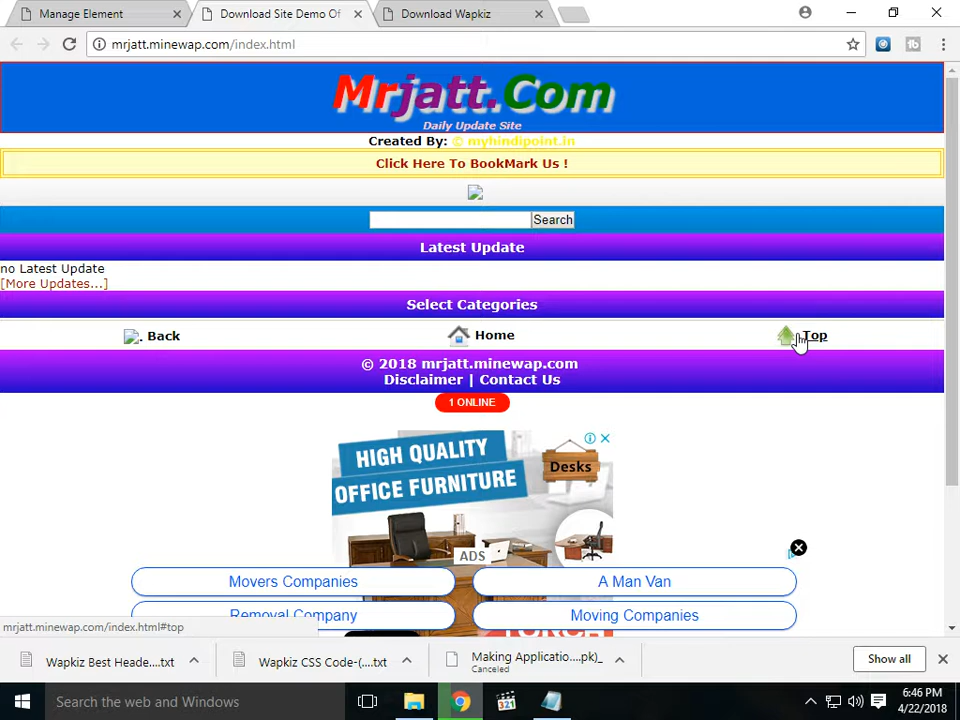 Manage Element
Download Site Demo Of
Download Wapkiz
mrjatt.minewap.com/index.html
Mrjatt.Com
Daily Update Site
Created By: © myhindipoint.in
Click Here To BookMark Us !
Search
Latest Update
no Latest Update
[More Updates...]
Select Categories
. Back
Home
Top
© 2018 mrjatt.minewap.com
Disclaimer | Contact Us
1 ONLINE
HIGH QUALITY
OFFICE FURNITURE
Desks
ADS
Movers Companies
A Man Van
Removal Company
Moving Companies
mrjatt.minewap.com/index.html#top
Wapkiz Best Heade....txt
Wapkiz CSS Code-(....txt
Making Applicatio....pk)_
Canceled
Show all
Search the web and Windows
321
6:46 PM
4/22/2018